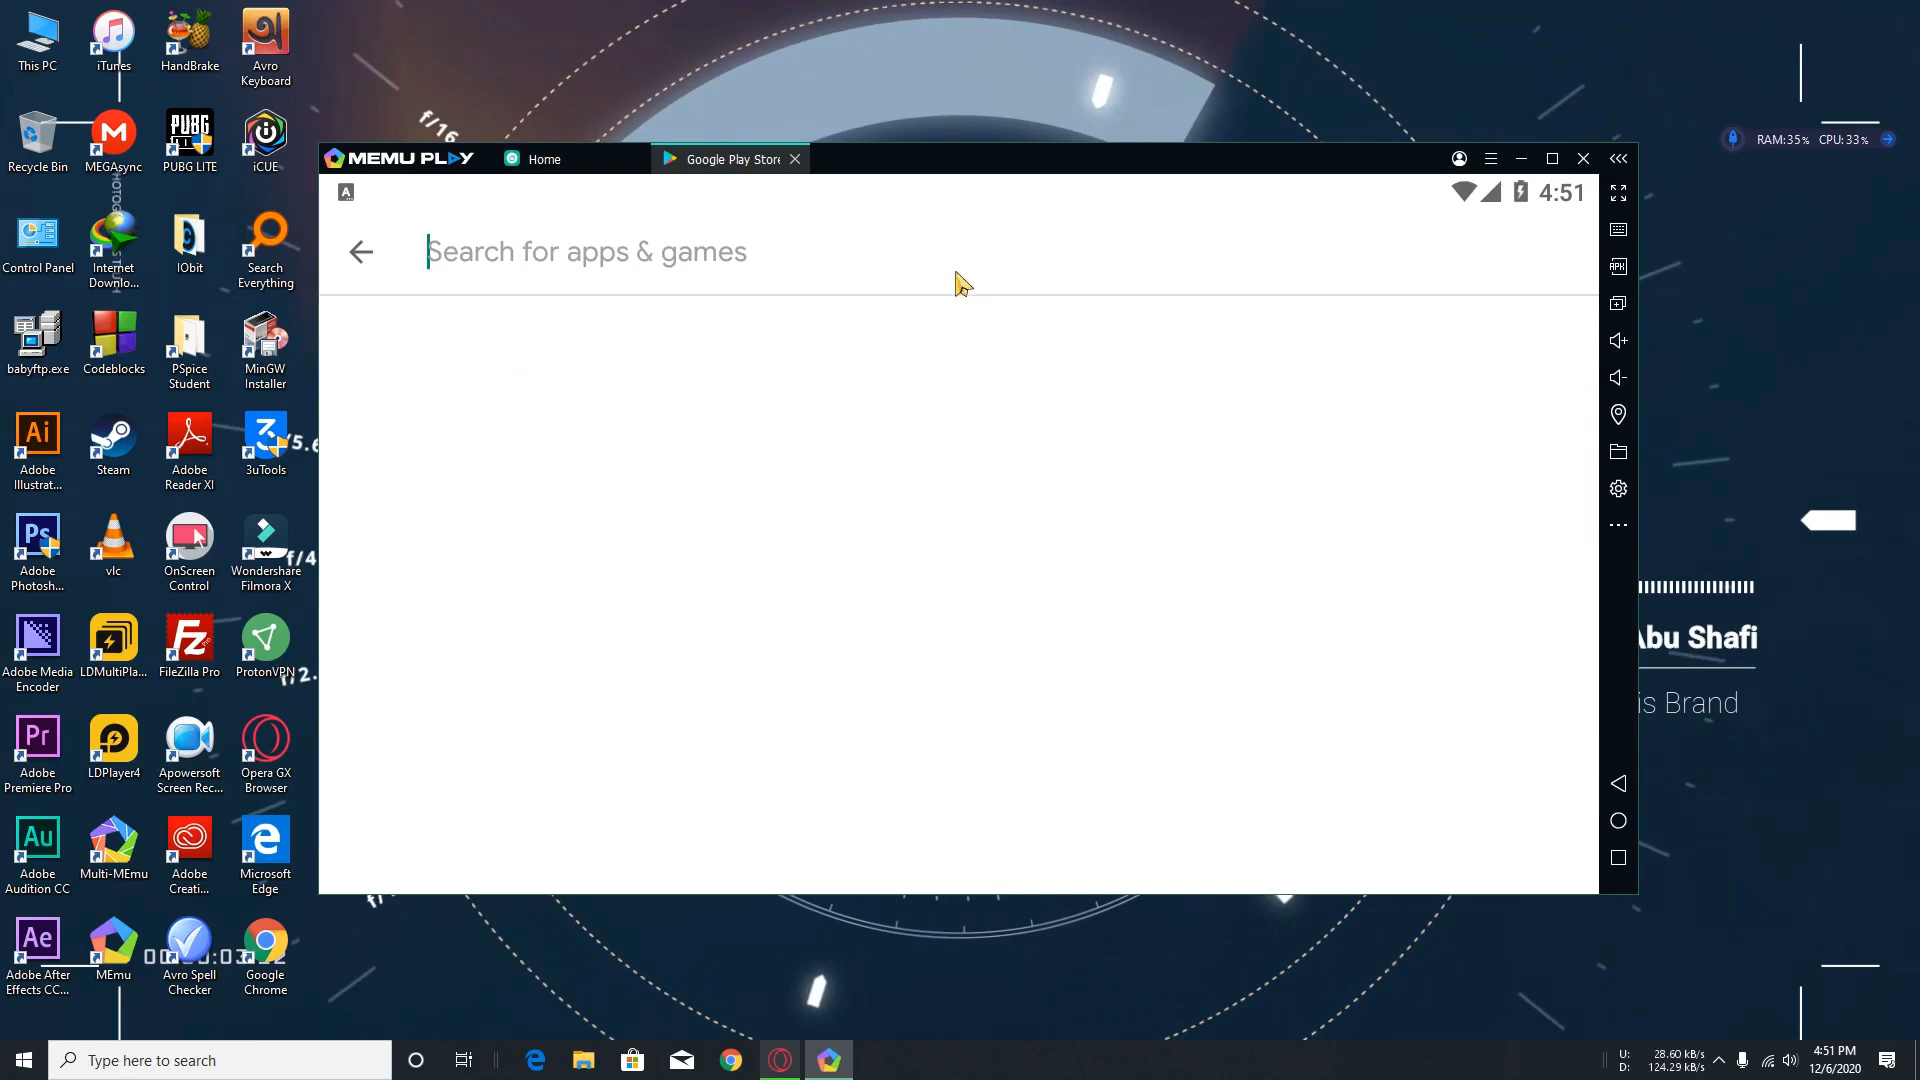 This PC
iTunes
HandBrake
Avro
Keyboard
Recycle Bin
MEGAsync
PUBG LITE
iCUE
Control Panel
Internet
Downlo...
IObit
Search
Everything
babyftp.exe
Codeblocks
PSpice
Student
MinGW
Installer
Adobe
Illustrat...
Steam
Adobe
Reader XI
3uTools
Adobe
Photosh...
vlc
OnScreen
Control
Wondershare
Filmora X
Adobe Media
Encoder
LDMultiPla...
FileZilla Pro
ProtonVPN
Adobe
Premiere Pro
LDPlayer4
Apowersoft
Screen Rec...
Opera GX
Browser
Adobe
Audition CC
Multi-MEmu
Adobe
Creati...
Microsoft
Edge
Adobe After
Effects CC...
MEmu
Avro Spell
Checker
Google
Chrome
f/16
/5.6
f/4
f/2.
MEMU PLAY
Home
Google Play Store
4:51
Search for apps & games
APK
RAM:35% CPU:33%
Abu Shafi
is Brand
Type here to search
U: 28.60 kB/s
D: 124.29 kB/s
4:51 PM
12/6/2020